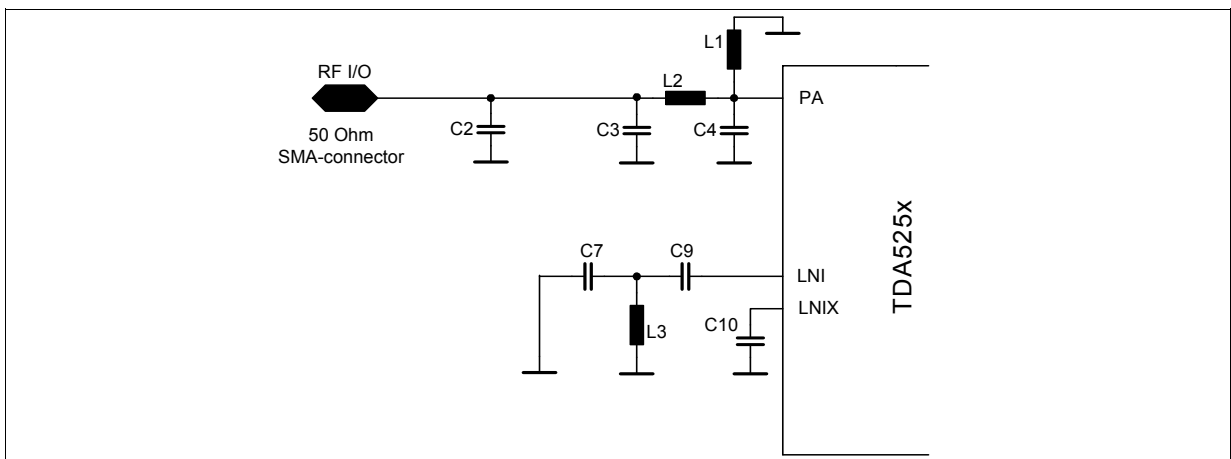 L1
RF I/O
L2
PA
C2
C3
C4
50 Ohm
SMA-connector
TDA525x
C7
C9
LNI
LNIX
C10
L3